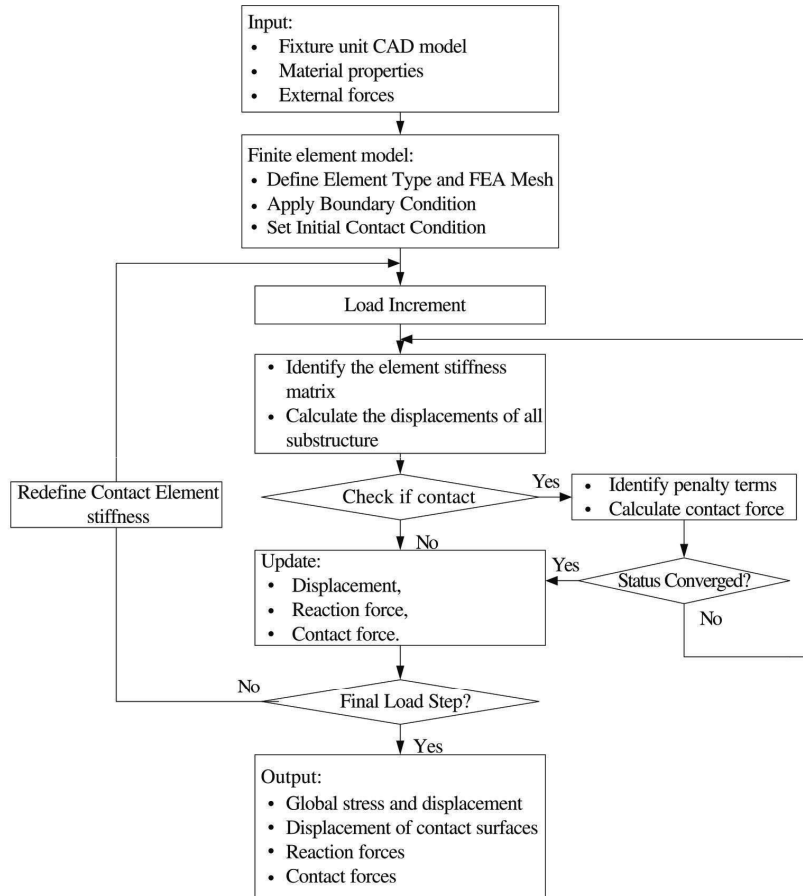 Input:
• Fixture unit CAD model
• Material properties
• External forces
Finite element model:
• Define Element Type and FEA Mesh
• Apply Boundary Condition
• Set Initial Contact Condition
Load Increment
• Identify the element stiffness
matrix
• Calculate the displacements of all
substructure
Redefine Contact Element
stiffness
Check if contact
Yes
• Identify penalty terms
• Calculate contact force
No
Update:
• Displacement,
• Reaction force,
• Contact force.
Yes
Status Converged?
No
No
Final Load Step?
Yes
Output:
• Global stress and displacement
• Displacement of contact surfaces
• Reaction forces
• Contact forces